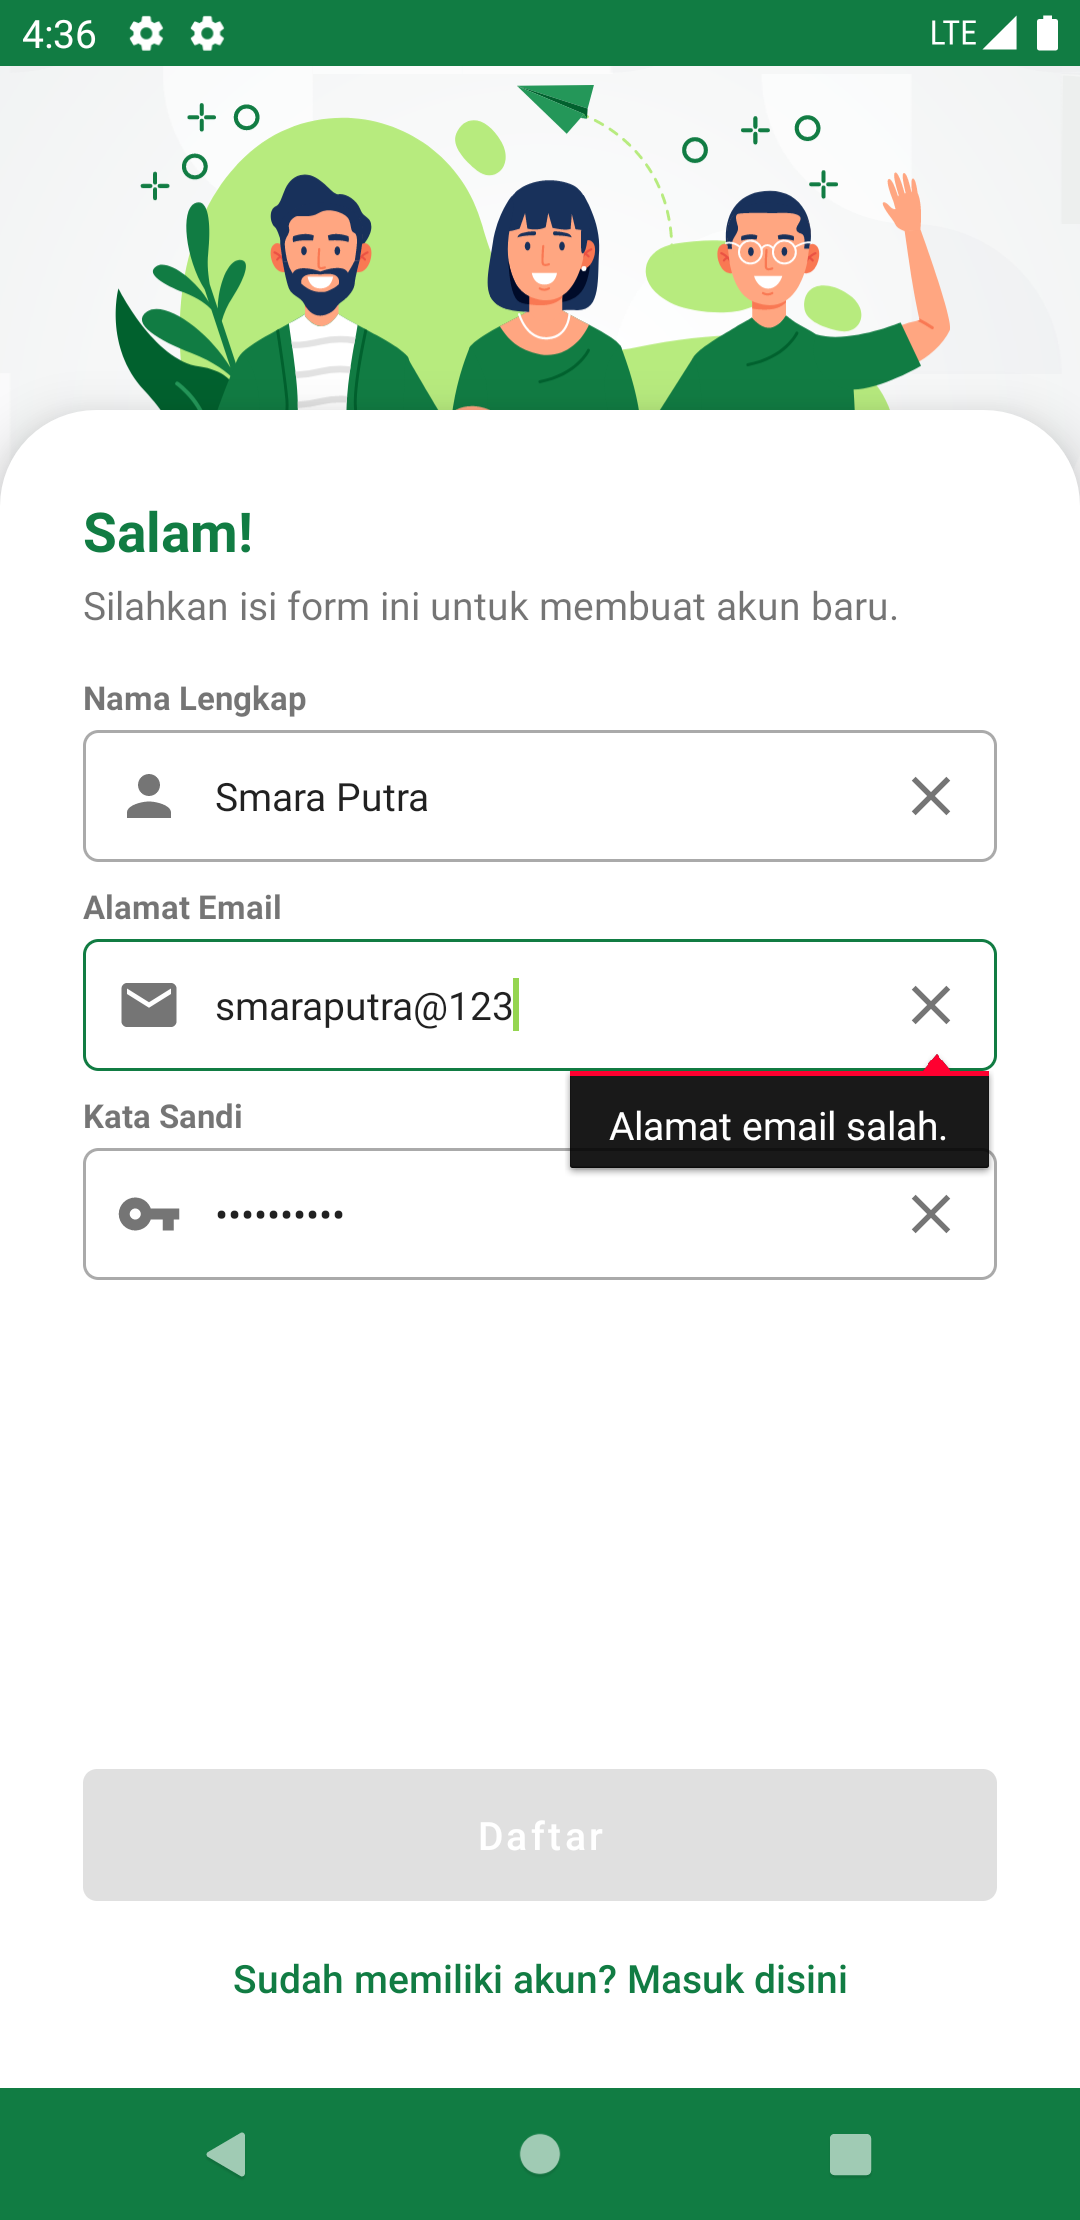 4:36
LTE
Salam!
Silahkan isi form ini untuk membuat akun baru.
Nama Lengkap
Smara Putra
Alamat Email
smaraputra@123
Alamat email salah.
Kata Sandi
••••••••••
Daftar
Sudah memiliki akun? Masuk disini